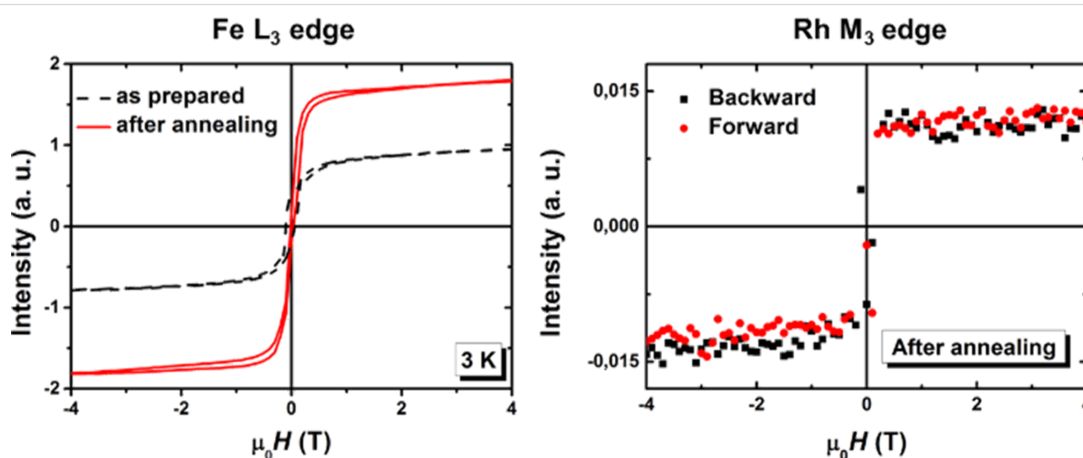 Fe L₃ edge
Intensity (a. u.)
2
1
0
-1
-2
as prepared
after annealing
3 K
-4
-2
0
2
4
μ₀H (T)
Rh M₃ edge
Intensity (a. u.)
0,015
0,000
-0,015
Backward
Forward
After annealing
-4
-2
0
2
4
μ₀H (T)